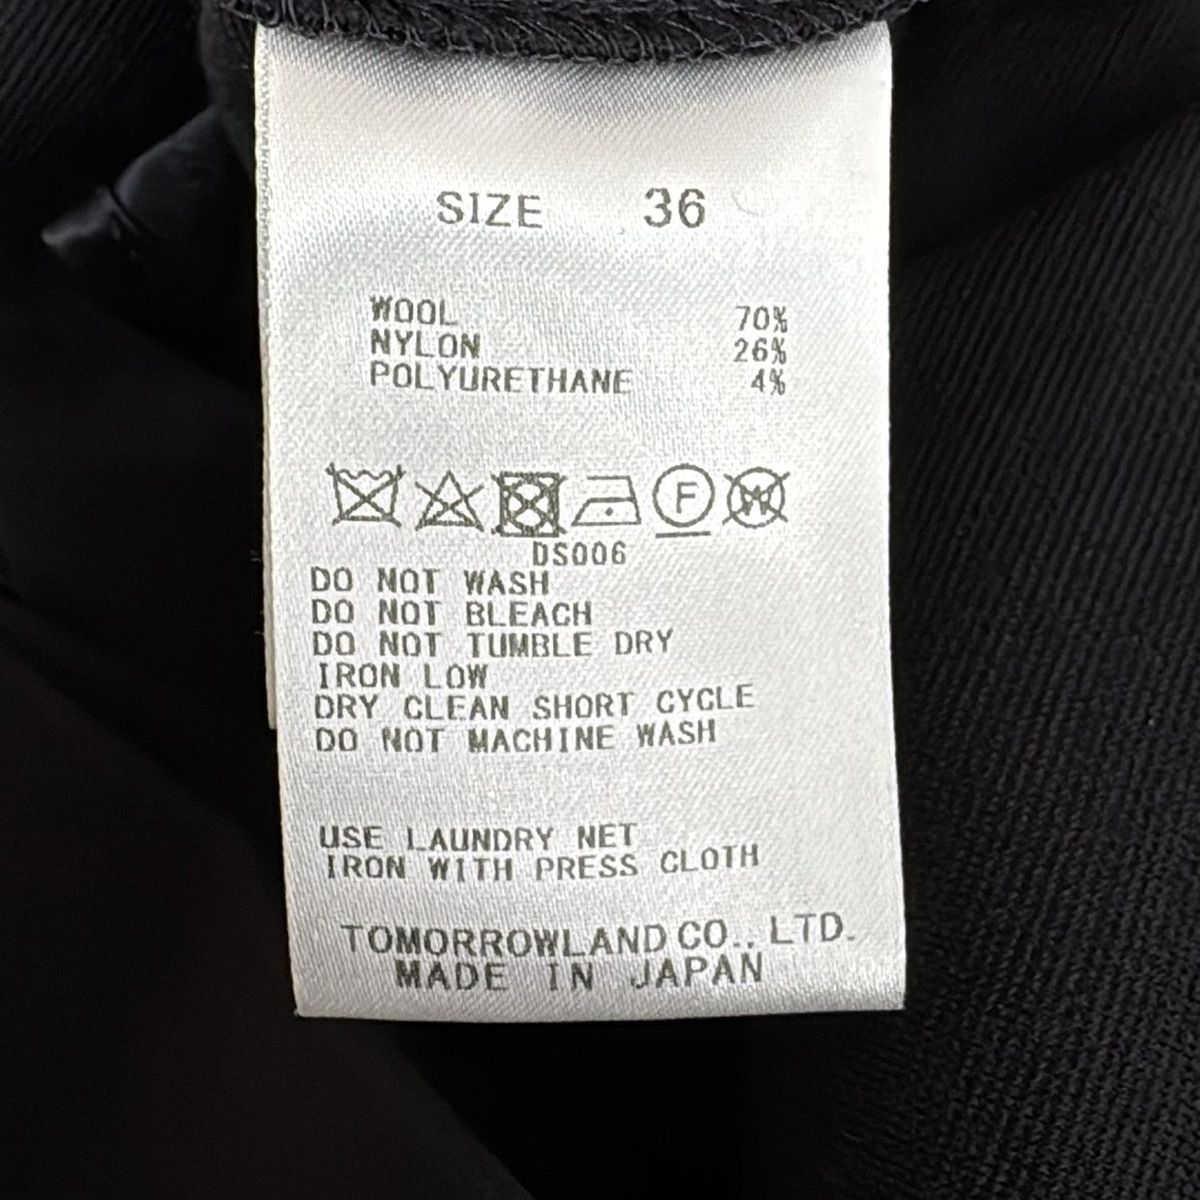 SIZE 36
WOOL 70%
NYLON 26%
POLYURETHANE 4%
F W
DS006
DO NOT WASH
DO NOT BLEACH
DO NOT TUMBLE DRY
IRON LOW
DRY CLEAN SHORT CYCLE
DO NOT MACHINE WASH
USE LAUNDRY NET
IRON WITH PRESS CLOTH
TOMORROWLAND CO., LTD.
MADE IN JAPAN